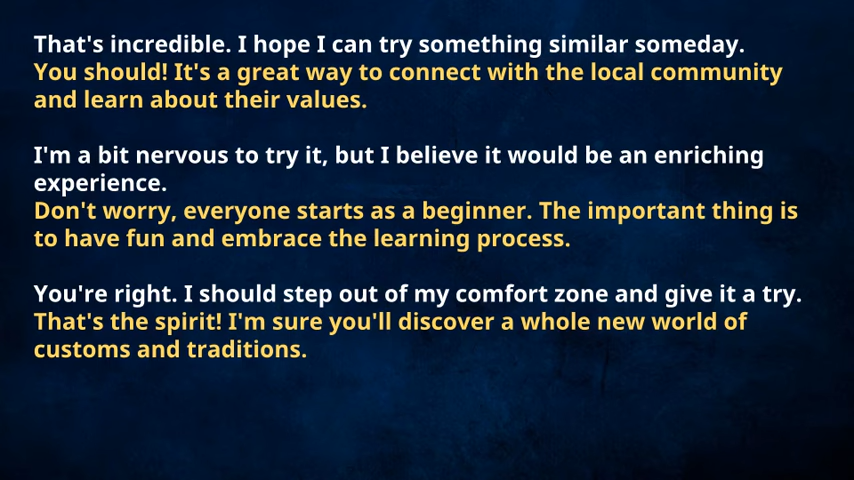 That's incredible. I hope I can try something similar someday.
You should! It's a great way to connect with the local community
and learn about their values.
I'm a bit nervous to try it, but I believe it would be an enriching
experience.
Don't worry, everyone starts as a beginner. The important thing is
to have fun and embrace the learning process.
You're right. I should step out of my comfort zone and give it a try.
That's the spirit! I'm sure you'll discover a whole new world of
customs and traditions.